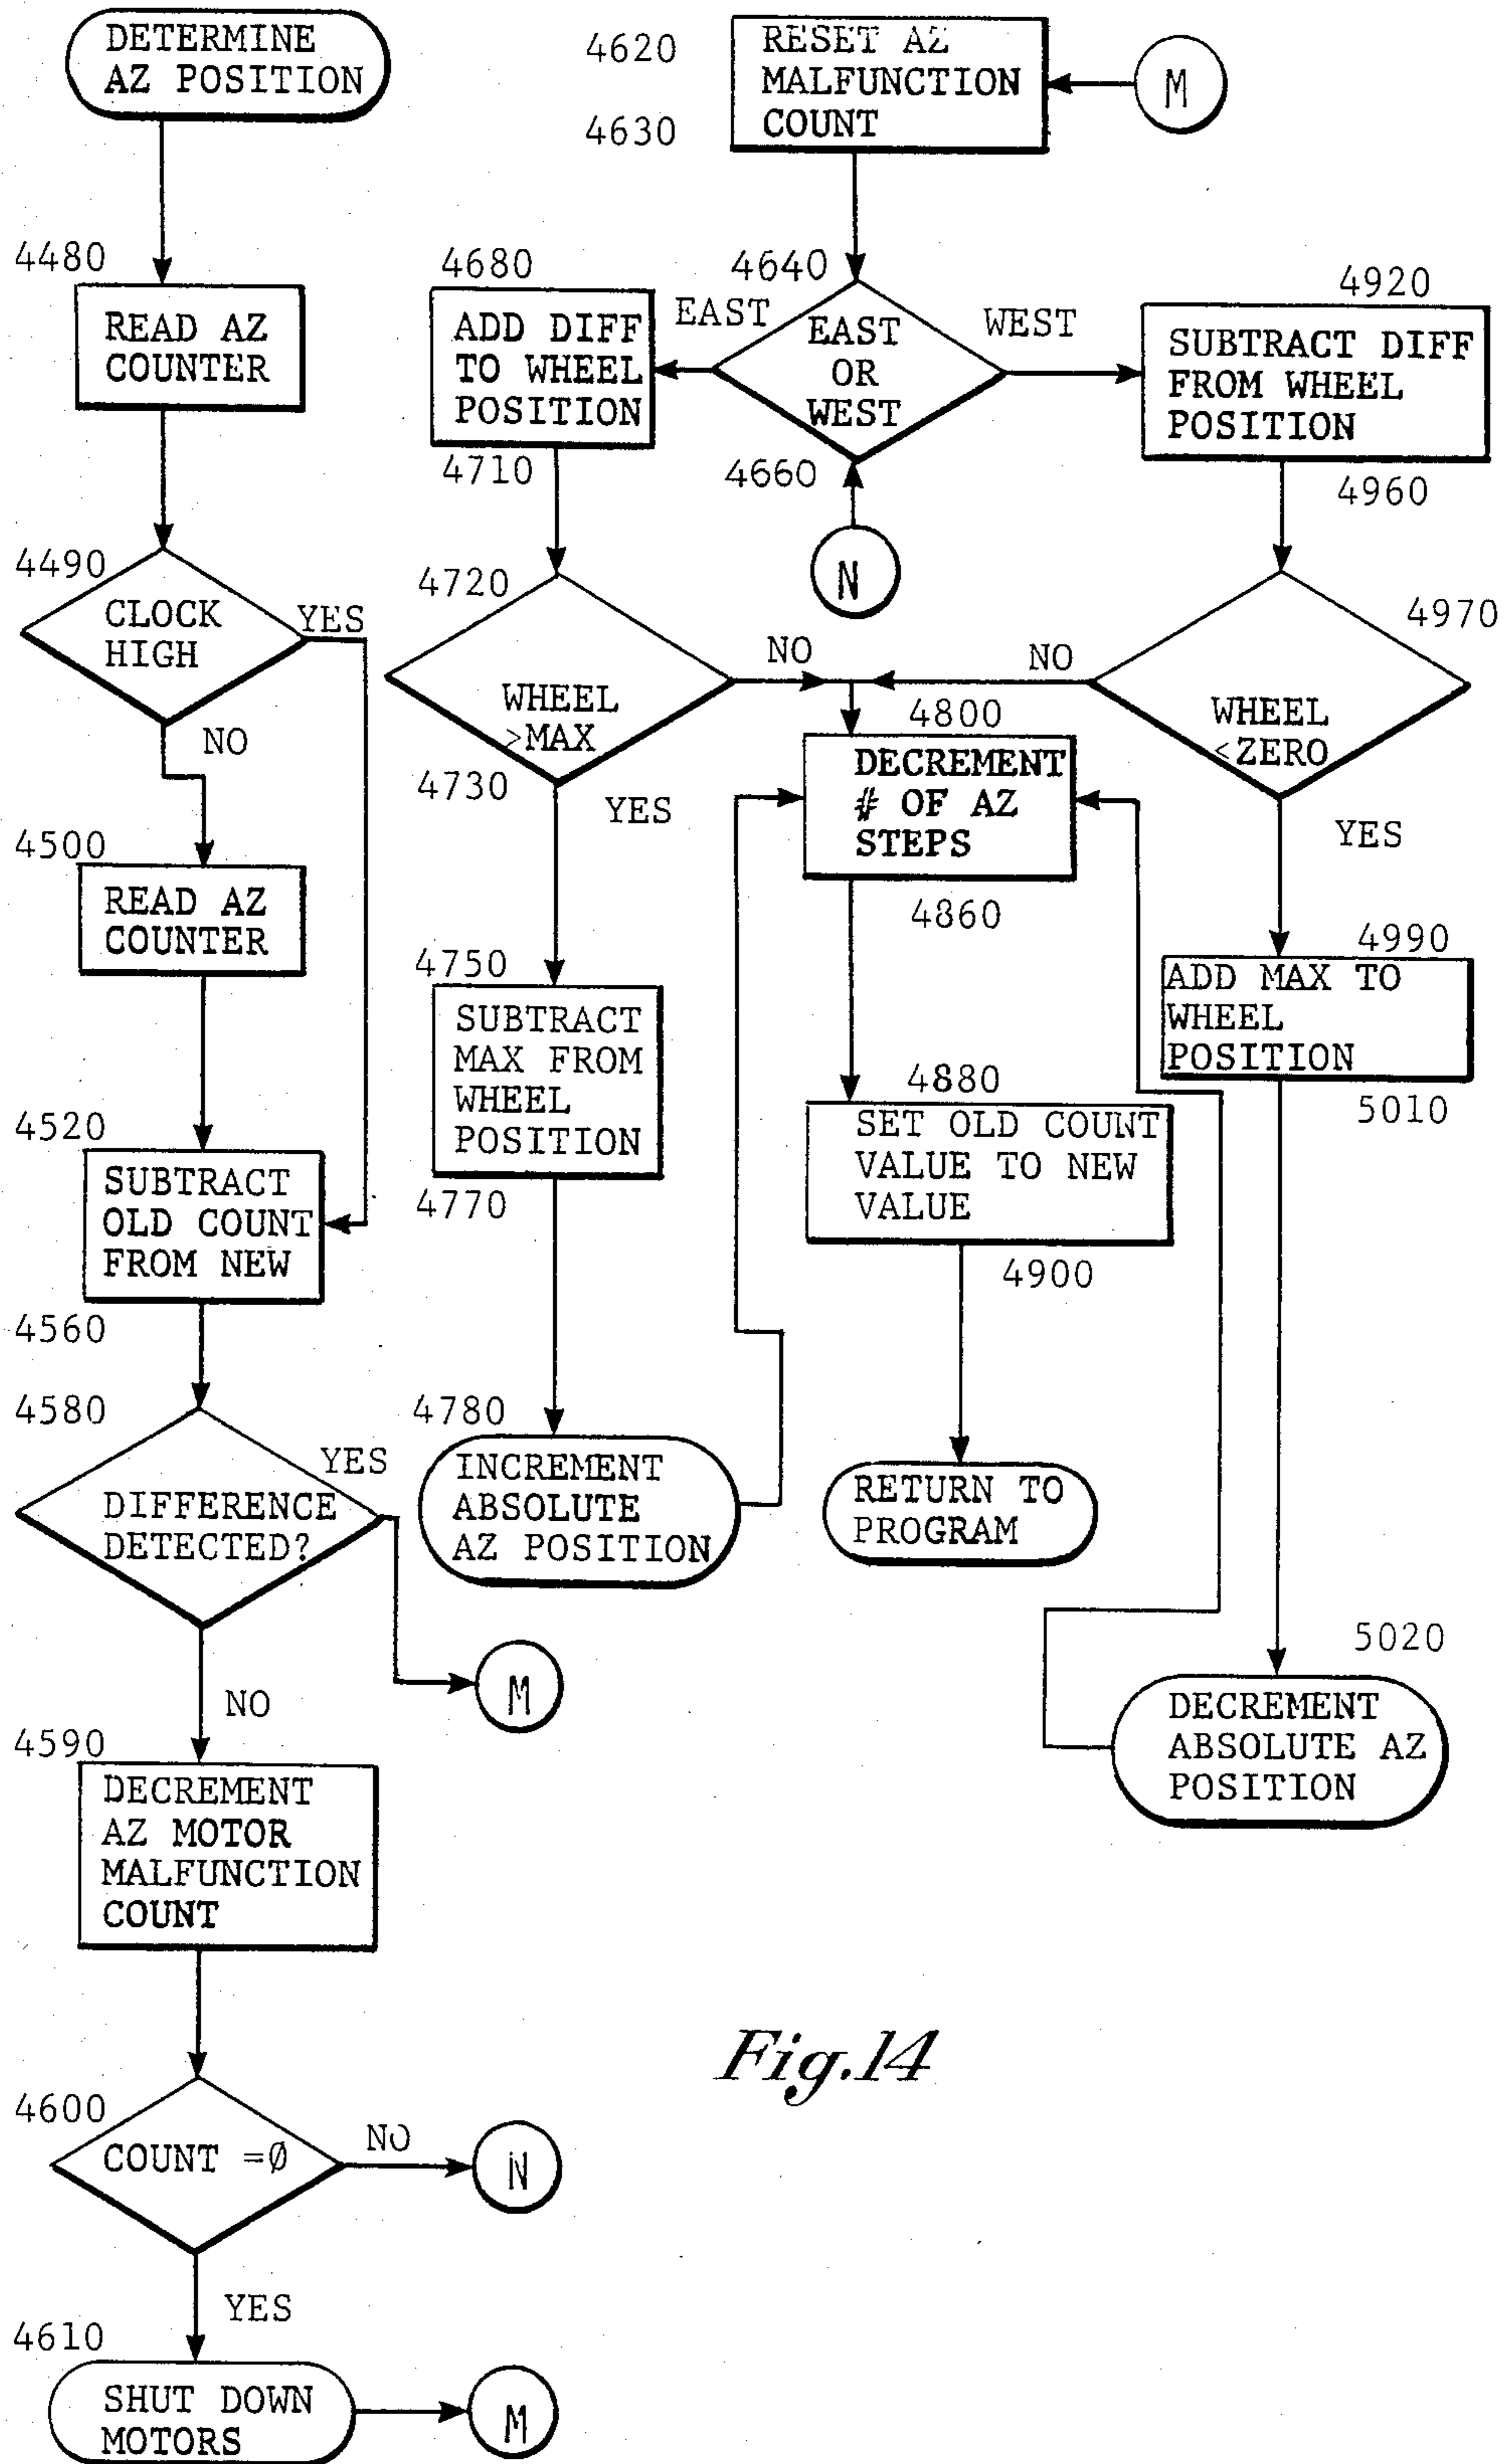 DETERMINE
AZ POSITION
4480
READ AZ
COUNTER
4490
CLOCK
HIGH
YES
NO
4500
READ AZ
COUNTER
4520
SUBTRACT
OLD COUNT
FROM NEW
4560
4580
DIFFERENCE
DETECTED?
YES
M
NO
4590
DECREMENT
AZ MOTOR
MALFUNCTION
COUNT
4600
COUNT =Ø
NO
N
YES
4610
SHUT DOWN
MOTORS
M
4620
RESET AZ
MALFUNCTION
COUNT
4630
M
4640
EAST
OR
WEST
EAST
WEST
4660
N
4680
ADD DIFF
TO WHEEL
POSITION
4710
4720
WHEEL
>MAX
NO
4730
YES
4750
SUBTRACT
MAX FROM
WHEEL
POSITION
4770
4780
INCREMENT
ABSOLUTE
AZ POSITION
4800
DECREMENT
# OF AZ
STEPS
4860
4880
SET OLD COUNT
VALUE TO NEW
VALUE
4900
RETURN TO
PROGRAM
4920
SUBTRACT DIFF
FROM WHEEL
POSITION
4960
4970
WHEEL
<ZERO
NO
YES
4990
ADD MAX TO
WHEEL
POSITION
5010
5020
DECREMENT
ABSOLUTE AZ
POSITION
Fig.14